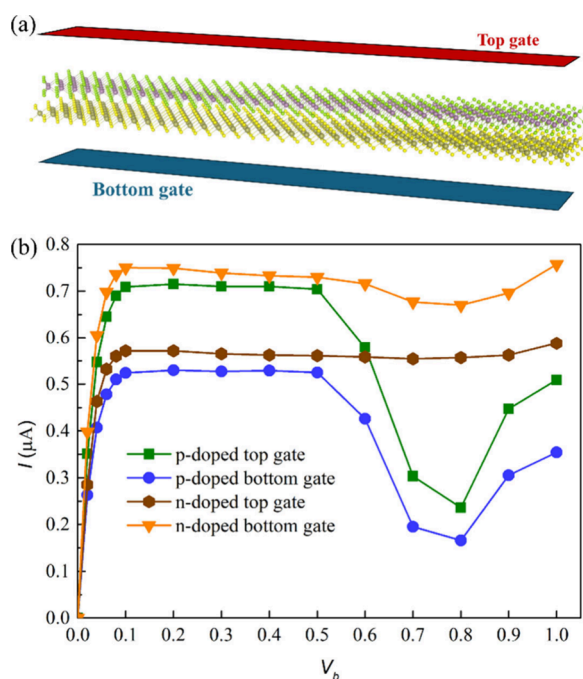 (a)
Top gate
Bottom gate
(b)
0.8
0.7
0.6
0.5
0.4
0.3
0.2
0.1
0.0
I (μA)
p-doped top gate
p-doped bottom gate
n-doped top gate
n-doped bottom gate
0.0 0.1 0.2 0.3 0.4 0.5 0.6 0.7 0.8 0.9 1.0
V_b